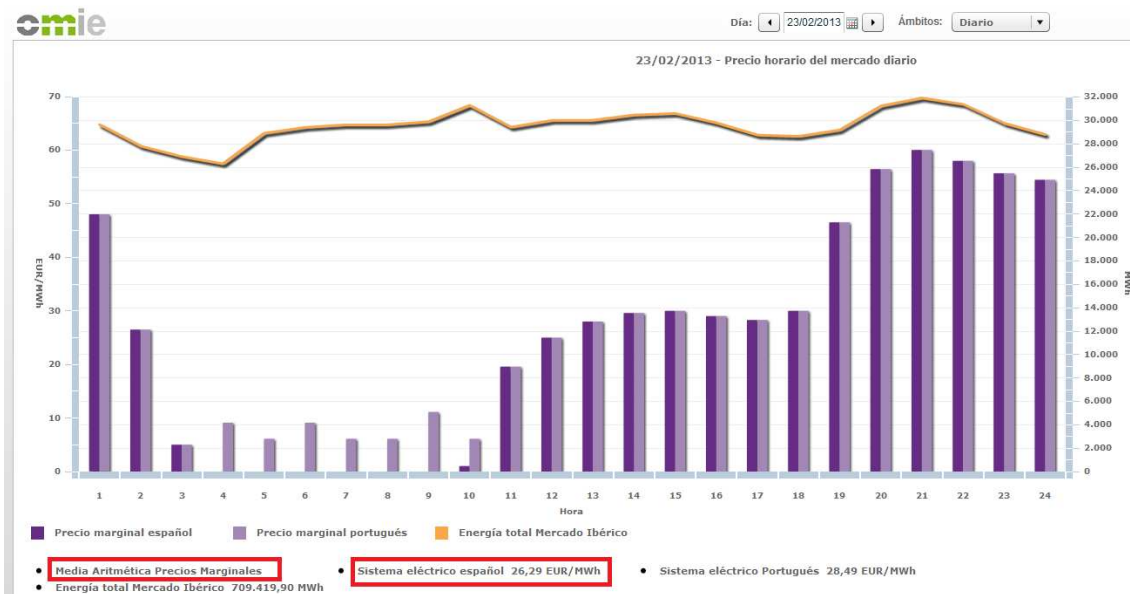 omie
Día: 23/02/2013 Ámbitos: Diario
23/02/2013 - Precio horario del mercado diario
70 32.000
30.000
60 28.000
26.000
50 24.000
22.000
40 20.000
18.000
EUR/MWh
MWh
16.000
30 14.000
12.000
20 10.000
8.000
10 6.000
4.000
2.000
0 0
1 2 3 4 5 6 7 8 9 10 11 12 13 14 15 16 17 18 19 20 21 22 23 24
Hora
Precio marginal español Precio marginal portugués Energía total Mercado Ibérico
• Media Aritmética Precios Marginales • Sistema eléctrico español 26,29 EUR/MWh • Sistema eléctrico Portugués 28,49 EUR/MWh
• Energía total Mercado Ibérico 709.419,90 MWh